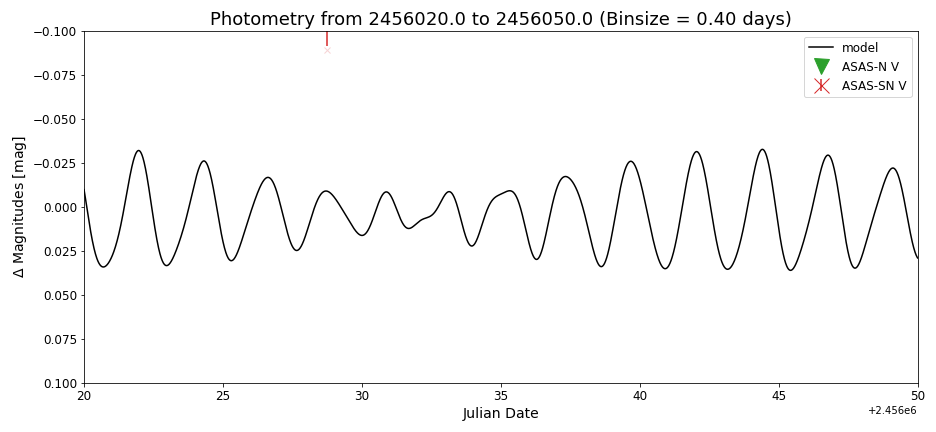 Photometry from 2456020.0 to 2456050.0 (Binsize = 0.40 days)
−0.100
−0.075
−0.050
−0.025
0.000
0.025
0.050
0.075
0.100
Δ Magnitudes [mag]
model
ASAS-N V
ASAS-SN V
20
25
30
35
40
45
50
Julian Date
+2.456e6